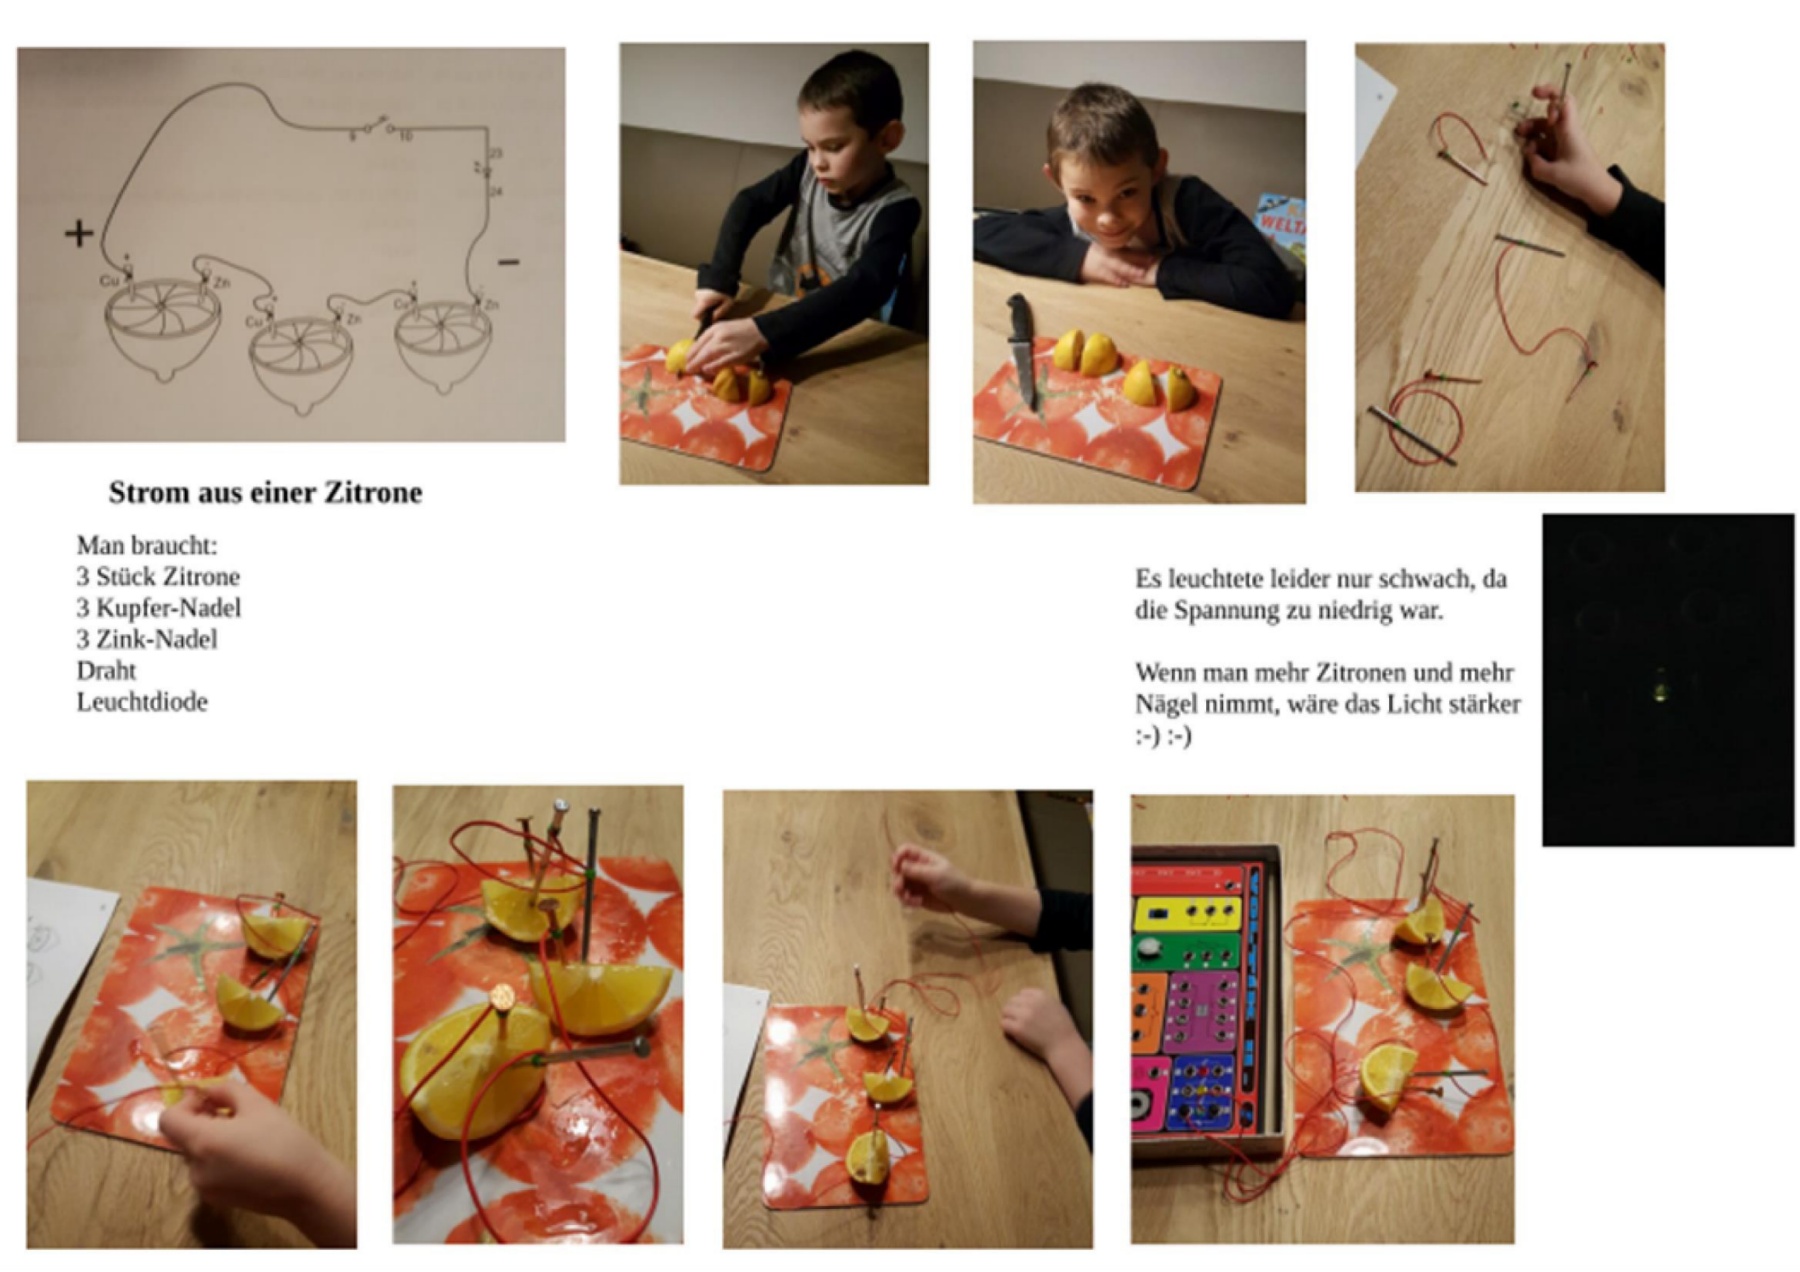 9
10
23
24
+
-
Cu
+
Zn
-
Cu
+
Zn
-
Cu
+
Zn
-
WELTA
Strom aus einer Zitrone
Man braucht:
3 Stück Zitrone
3 Kupfer-Nadel
3 Zink-Nadel
Draht
Leuchtdiode
Es leuchtete leider nur schwach, da
die Spannung zu niedrig war.
Wenn man mehr Zitronen und mehr
Nägel nimmt, wäre das Licht stärker
:-) :-)